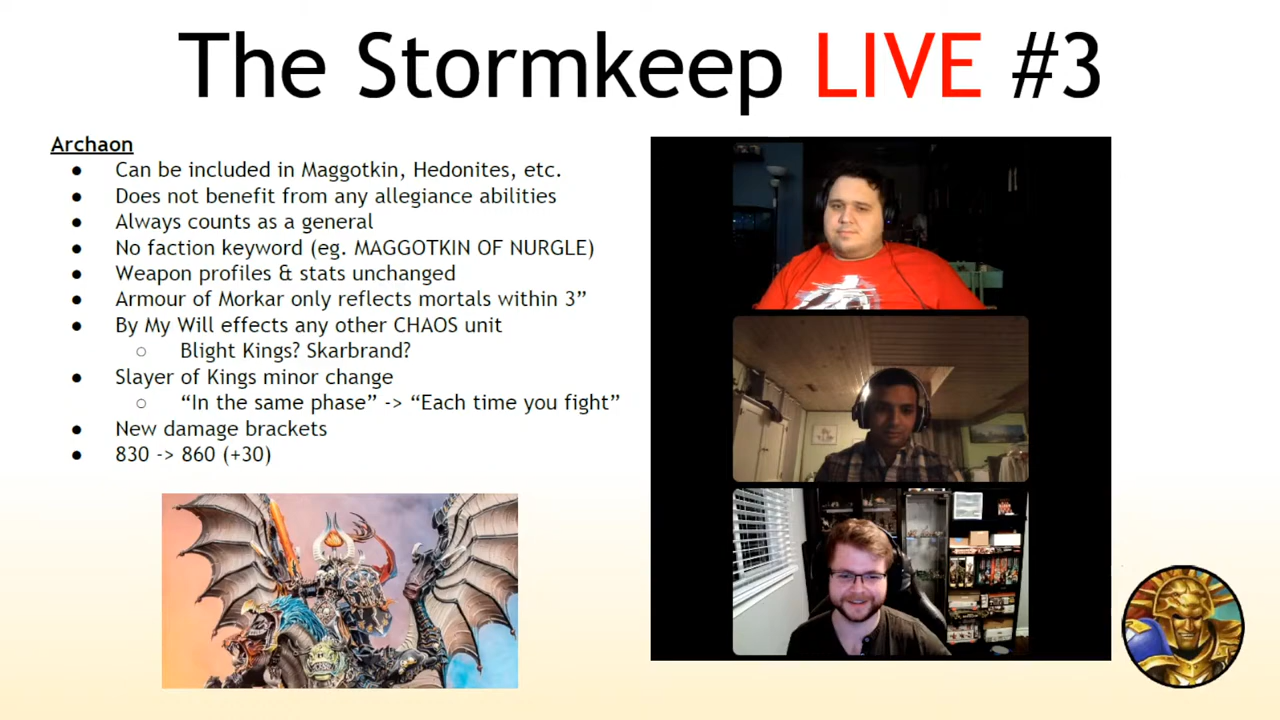 The Stormkeep LIVE #3
Archaon
● Can be included in Maggotkin, Hedonites, etc.
● Does not benefit from any allegiance abilities
● Always counts as a general
● No faction keyword (eg. MAGGOTKIN OF NURGLE)
● Weapon profiles & stats unchanged
● Armour of Morkar only reflects mortals within 3”
● By My Will effects any other CHAOS unit
○ Blight Kings? Skarbrand?
● Slayer of Kings minor change
○ “In the same phase” -> “Each time you fight”
● New damage brackets
● 830 -> 860 (+30)